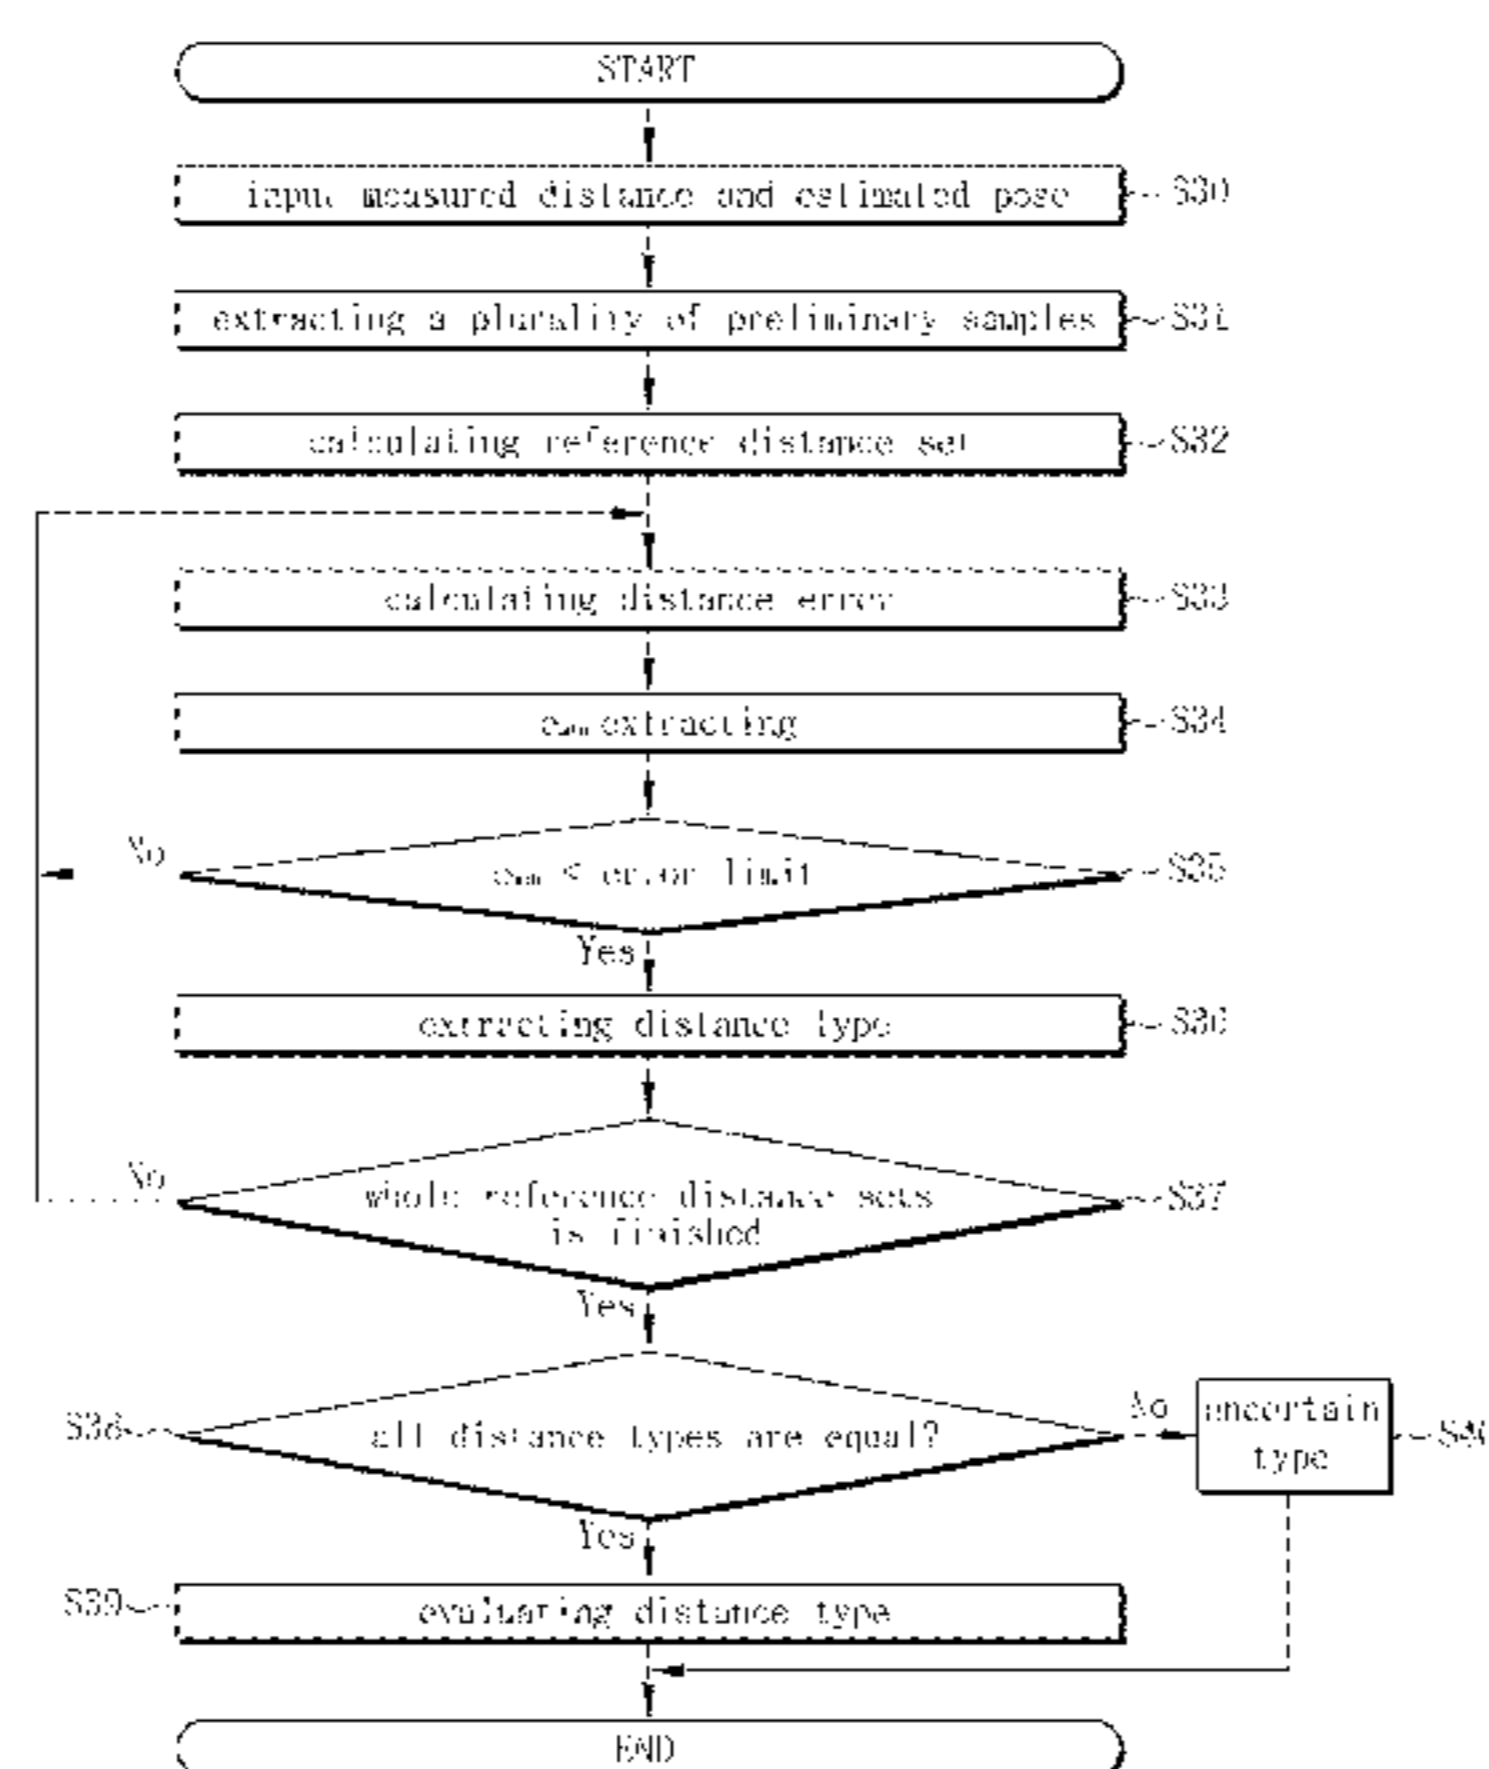 START
input measured distance and estimated pose
S30
extracting a plurality of preliminary samples
S31
calculating reference distance set
S32
calculating distance error
S33
extracting
S34
No
< error limit
S35
Yes
extracting distance type
S36
No
whole reference distance sets
is finished
S37
Yes
S38
all distance types are equal?
No
uncertain
type
Yes
S39
evaluating distance type
END